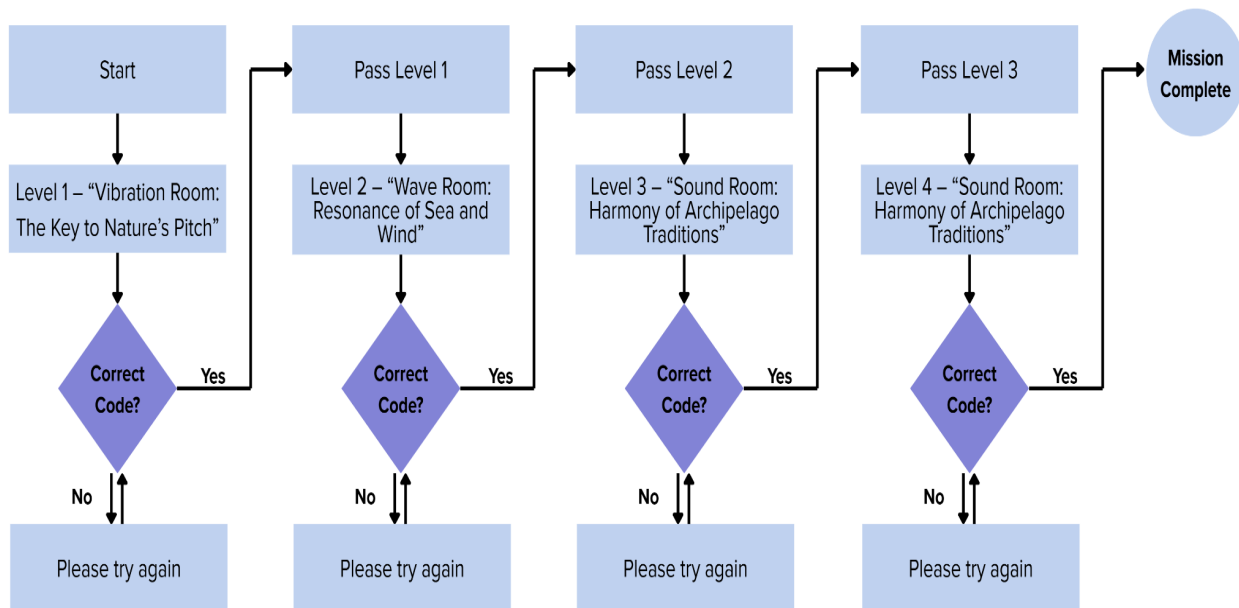 Start
Level 1 – “Vibration Room:
The Key to Nature’s Pitch”
Correct
Code?
Yes
No
Please try again
Pass Level 1
Level 2 – “Wave Room:
Resonance of Sea and
Wind”
Correct
Code?
Yes
No
Please try again
Pass Level 2
Level 3 – “Sound Room:
Harmony of Archipelago
Traditions”
Correct
Code?
Yes
No
Please try again
Pass Level 3
Level 4 – “Sound Room:
Harmony of Archipelago
Traditions”
Correct
Code?
Yes
No
Please try again
Mission
Complete